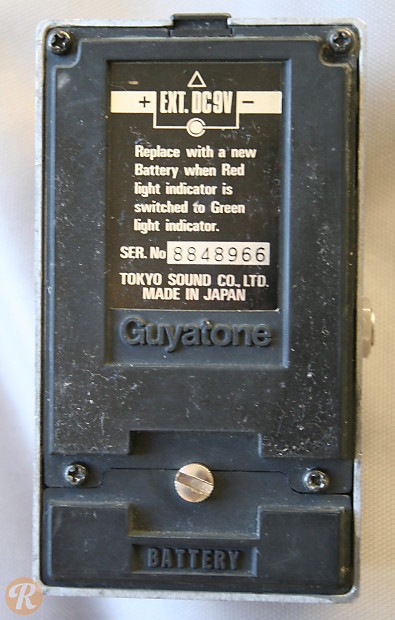 + EXT. DC9V −
Replace with a new
Battery when Red
light indicator is
switched to Green
light indicator.
SER. No 8848966
TOKYO SOUND CO., LTD.
MADE IN JAPAN
Guyatone
BATTERY
R